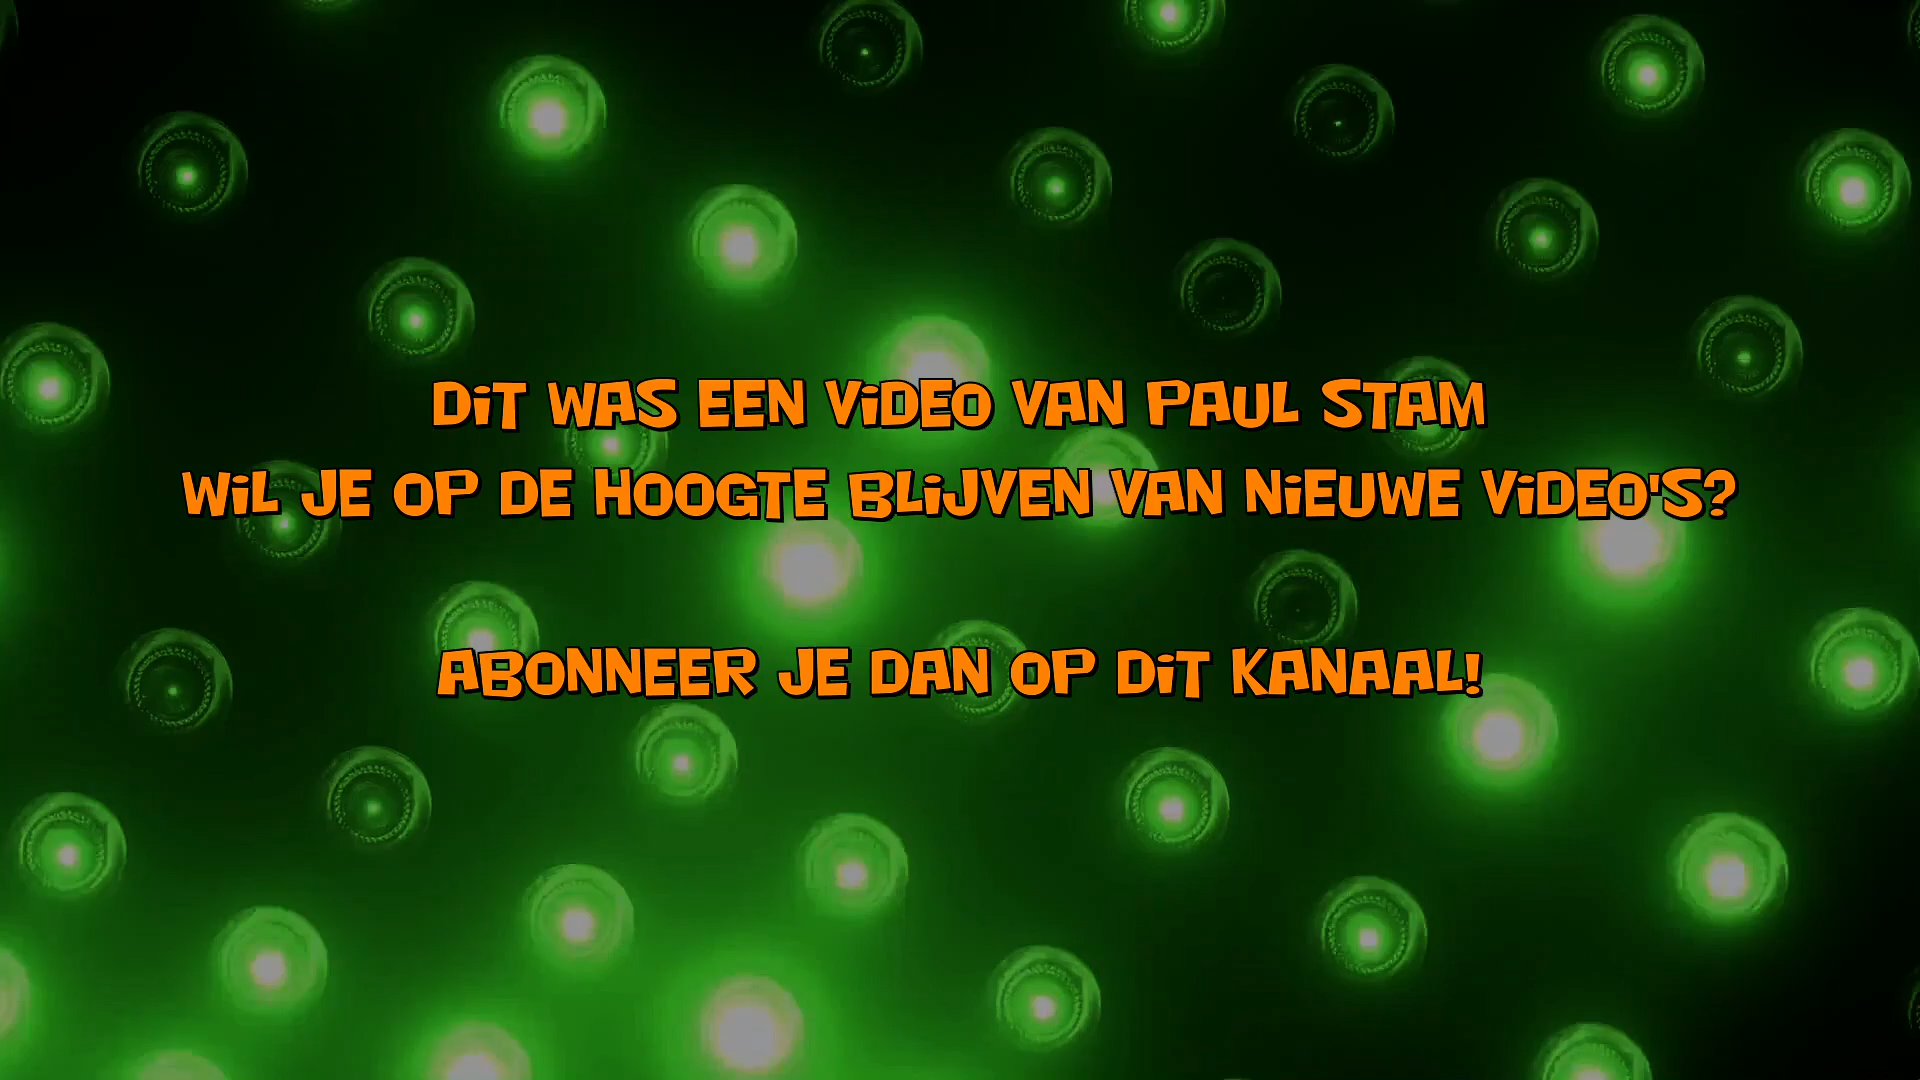 DiT WAS EEN ViDEO VAN PAUL STAM
WiL JE OP DE HOOGTE BLiJVEN VAN NiEUWE ViDEO'S?
ABONNEER JE DAN OP DiT KANAAL!